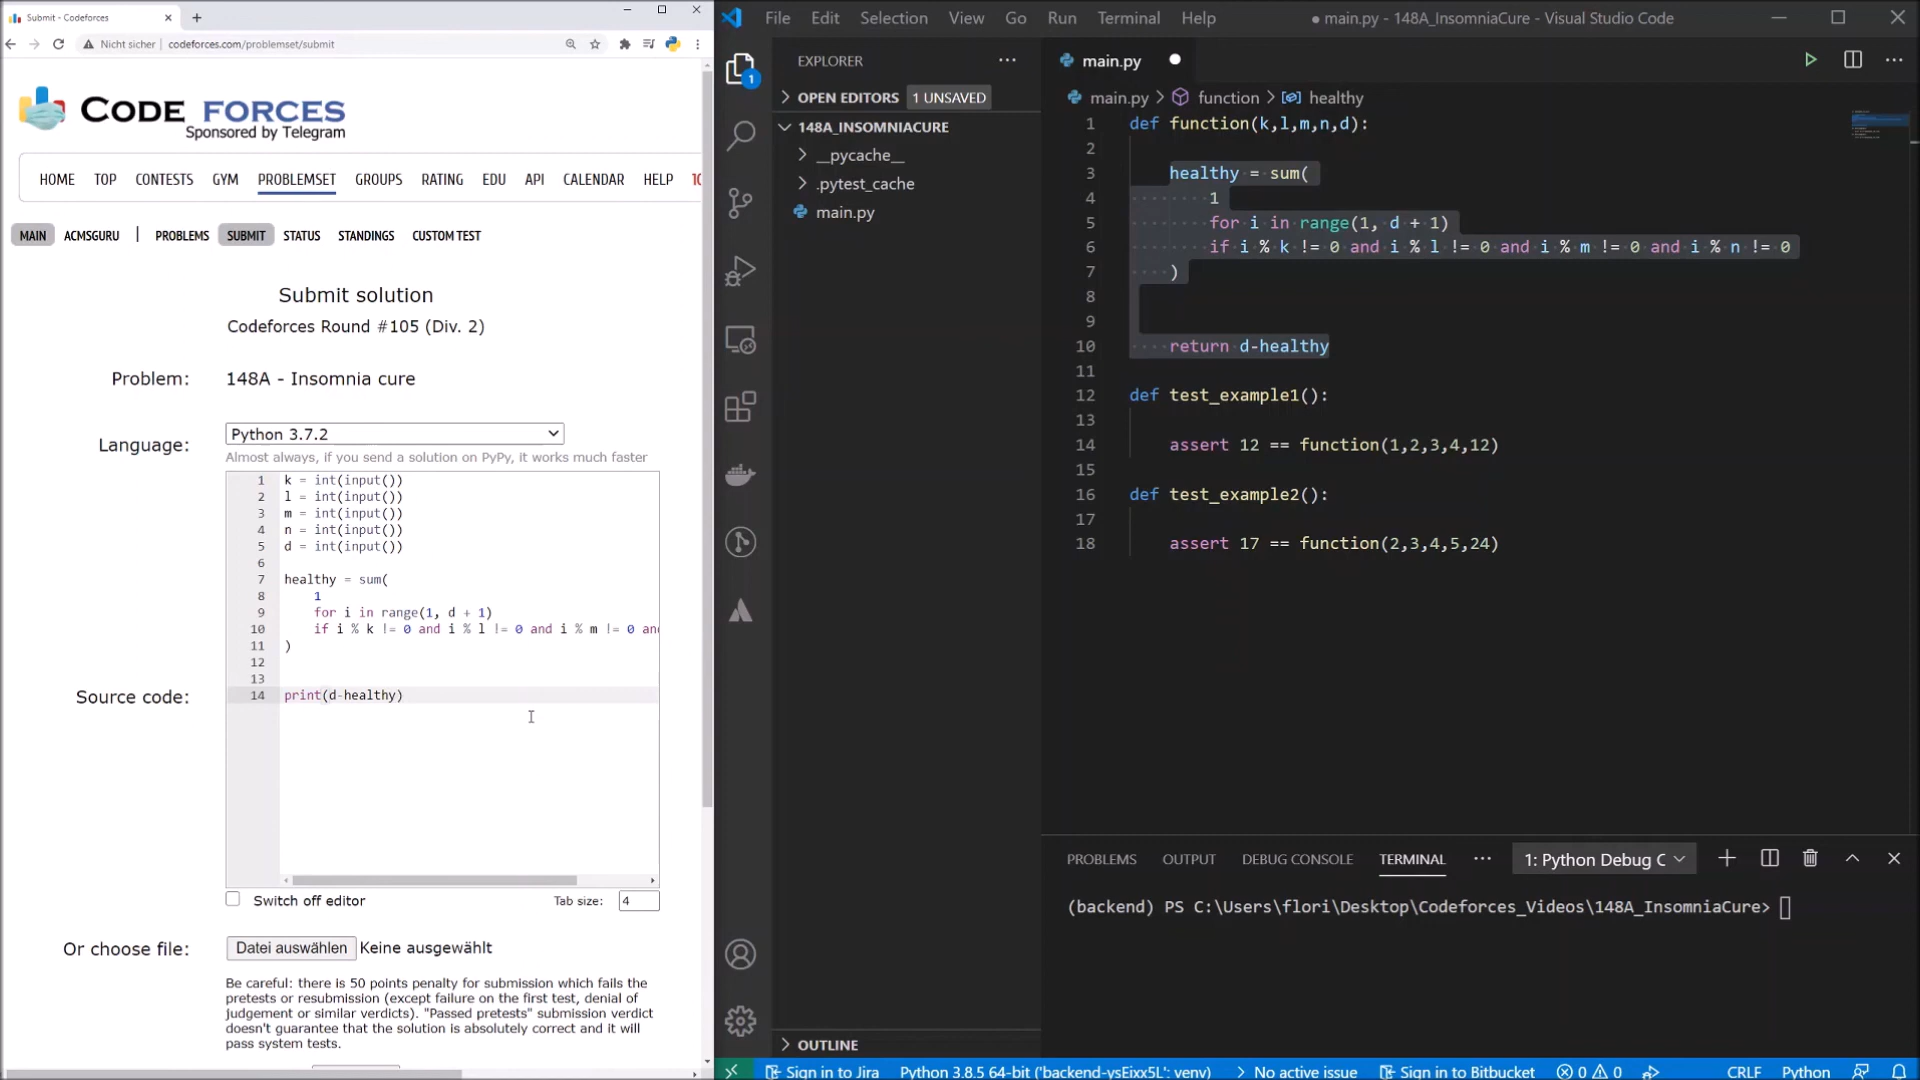 Submit - Codeforces
Nicht sicher | codeforces.com/problemset/submit
CODE FORCES
Sponsored by Telegram
HOME TOP CONTESTS GYM PROBLEMSET GROUPS RATING EDU API CALENDAR HELP 10
MAIN ACMSGURU | PROBLEMS SUBMIT STATUS STANDINGS CUSTOM TEST
Submit solution
Codeforces Round #105 (Div. 2)
Problem: 148A - Insomnia cure
Language: Python 3.7.2
Almost always, if you send a solution on PyPy, it works much faster
Source code:
1 k = int(input())
2 l = int(input())
3 m = int(input())
4 n = int(input())
5 d = int(input())
6
7 healthy = sum(
8 1
9 for i in range(1, d + 1)
10 if i % k != 0 and i % l != 0 and i % m != 0 an
11 )
12
13
14 print(d-healthy)
Switch off editor Tab size: 4
Or choose file: Datei auswählen Keine ausgewählt
Be careful: there is 50 points penalty for submission which fails the
pretests or resubmission (except failure on the first test, denial of
judgement or similar verdicts). "Passed pretests" submission verdict
doesn't guarantee that the solution is absolutely correct and it will
pass system tests.
File Edit Selection View Go Run Terminal Help ● main.py - 148A_InsomniaCure - Visual Studio Code
1
EXPLORER
OPEN EDITORS 1 UNSAVED
148A_INSOMNIACURE
__pycache__
.pytest_cache
main.py
OUTLINE
main.py
main.py > function > healthy
1 def function(k,l,m,n,d):
2
3 healthy = sum(
4 1
5 for i in range(1, d + 1)
6 if i % k != 0 and i % l != 0 and i % m != 0 and i % n != 0
7 )
8
9
10 return d-healthy
11
12 def test_example1():
13
14 assert 12 == function(1,2,3,4,12)
15
16 def test_example2():
17
18 assert 17 == function(2,3,4,5,24)
PROBLEMS OUTPUT DEBUG CONSOLE TERMINAL ··· 1: Python Debug C
(backend) PS C:\Users\flori\Desktop\Codeforces_Videos\148A_InsomniaCure>
Sign in to Jira Python 3.8.5 64-bit ('backend-ysEixx5L': venv) No active issue Sign in to Bitbucket 0 0 CRLF Python